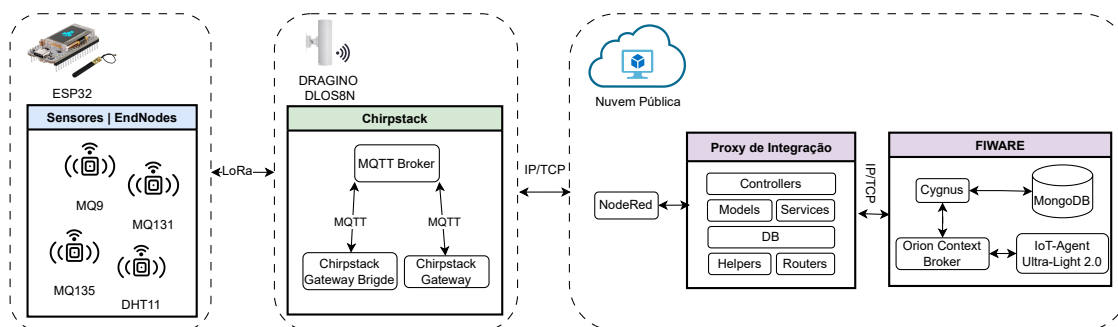 ESP32
Sensores | EndNodes
MQ9
MQ131
MQ135
DHT11
LoRa
DRAGINO
DLOS8N
Chirpstack
MQTT Broker
MQTT
MQTT
Chirpstack
Gateway Brigde
Chirpstack
Gateway
IP/TCP
Nuvem Pública
NodeRed
Proxy de Integração
Controllers
Models
Services
DB
Helpers
Routers
IP/TCP
FIWARE
Cygnus
MongoDB
Orion Context
Broker
IoT-Agent
Ultra-Light 2.0